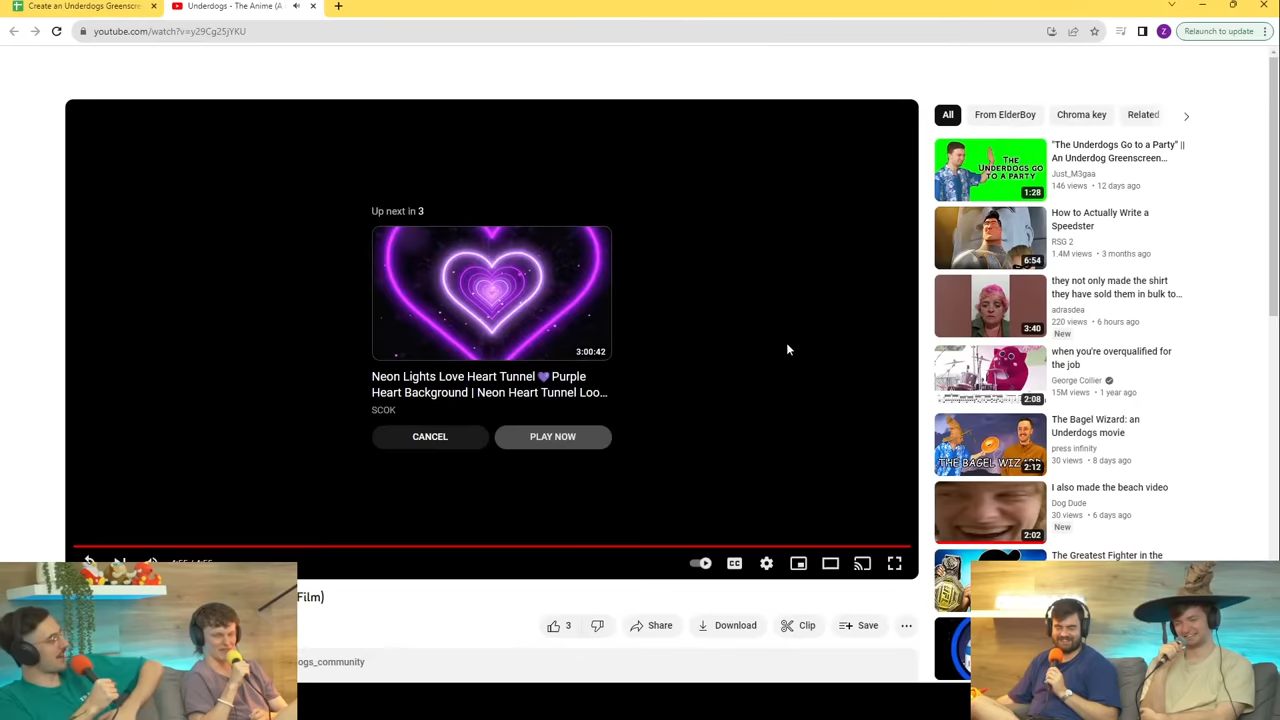 Create an Underdogs Greenscree
Underdogs - The Anime (A
youtube.com/watch?v=y29Cg25jYKU
Z
Relaunch to update
Up next in 3
3:00:42
Neon Lights Love Heart Tunnel 💜Purple
Heart Background | Neon Heart Tunnel Loo...
SCOK
CANCEL
PLAY NOW
CC
Film)
3
Share
Download
Clip
Save
ogs_community
All
From ElderBoy
Chroma key
Related
THE
UNDERDOGS GO
TO A PARTY
1:28
"The Underdogs Go to a Party" ||
An Underdog Greenscreen...
Just_M3gaa
146 views • 12 days ago
6:54
How to Actually Write a
Speedster
RSG 2
1.4M views • 3 months ago
3:40
they not only made the shirt
they have sold them in bulk to...
adrasdea
220 views • 6 hours ago
New
2:08
when you're overqualified for
the job
George Collier
15M views • 1 year ago
THE BAGEL WIZARD
2:12
The Bagel Wizard: an
Underdogs movie
press infinity
30 views • 8 days ago
2:02
I also made the beach video
Dog Dude
30 views • 6 days ago
New
The Greatest Fighter in the